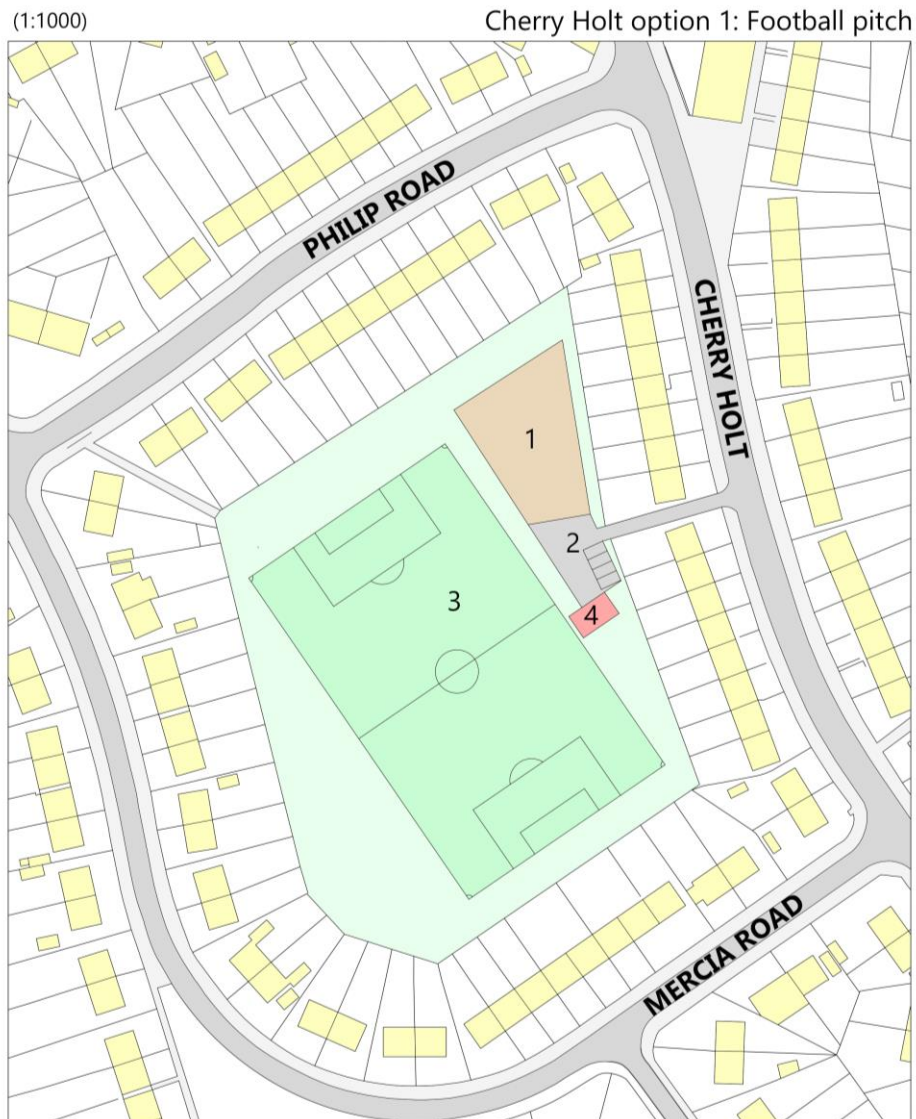 (1:1000)
Cherry Holt option 1: Football pitch
PHILIP ROAD
CHERRY HOLT
1
2
3
4
MERCIA ROAD